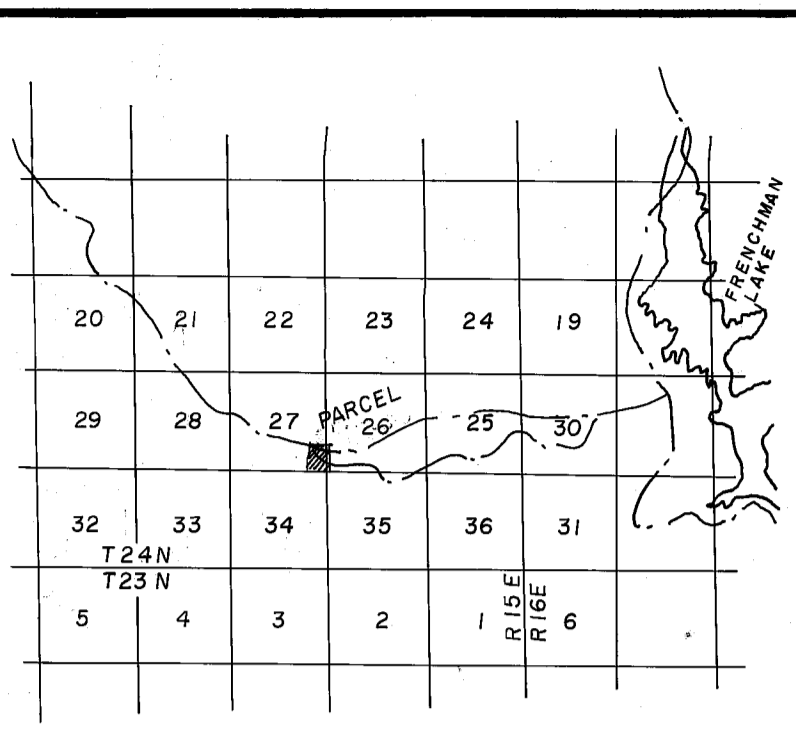 FRENCHMAN
LAKE
20 21 22 23 24 19
PARCEL
29 28 27 26 25 30
32 33 34 35 36 31
T24N
T23N
R15E
R16E
5 4 3 2 1 6